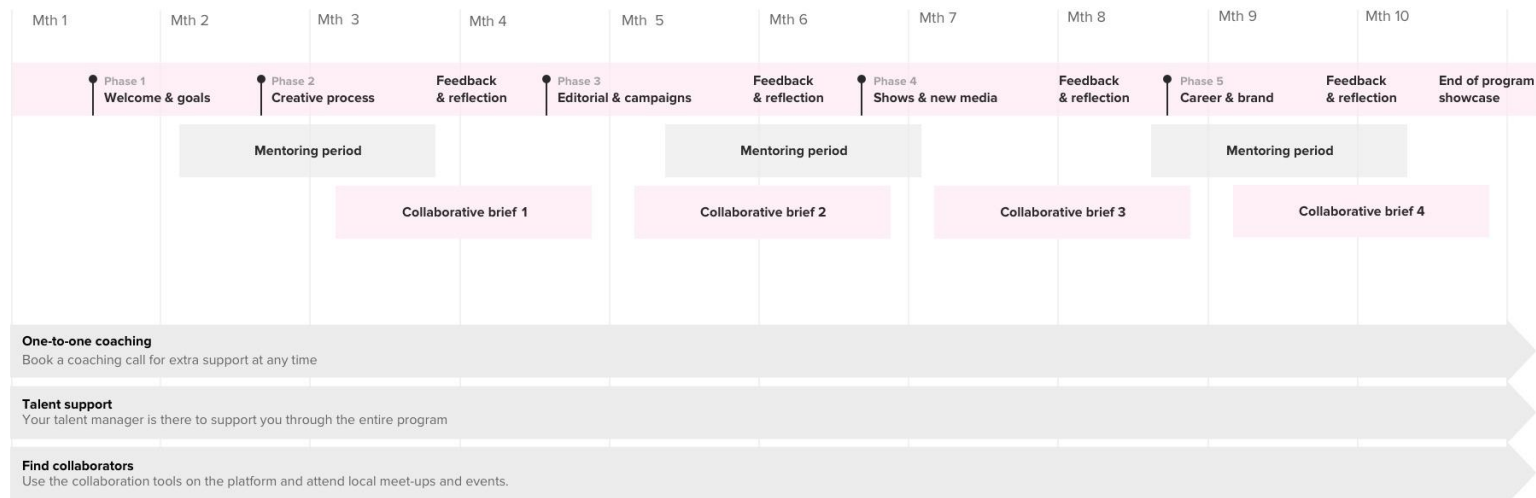 Mth 1 Mth 2 Mth 3 Mth 4 Mth 5 Mth 6 Mth 7 Mth 8 Mth 9 Mth 10
Phase 1
Welcome & goals
Phase 2
Creative process
Feedback
& reflection
Phase 3
Editorial & campaigns
Feedback
& reflection
Phase 4
Shows & new media
Feedback
& reflection
Phase 5
Career & brand
Feedback
& reflection
End of program
showcase
Mentoring period
Mentoring period
Mentoring period
Collaborative brief 1
Collaborative brief 2
Collaborative brief 3
Collaborative brief 4
One-to-one coaching
Book a coaching call for extra support at any time
Talent support
Your talent manager is there to support you through the entire program
Find collaborators
Use the collaboration tools on the platform and attend local meet-ups and events.